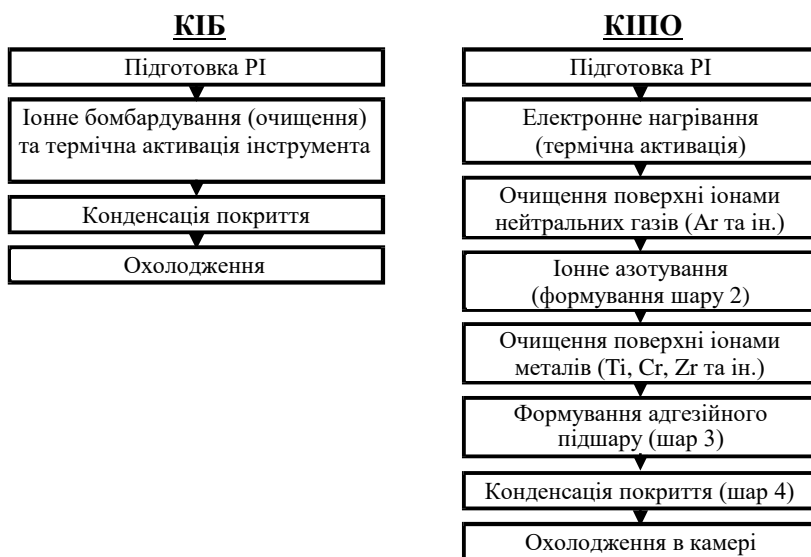 КІБ
Підготовка РІ
Іонне бомбардування (очищення)
та термічна активація інструмента
Конденсація покриття
Охолодження
КІПО
Підготовка РІ
Електронне нагрівання
(термічна активація)
Очищення поверхні іонами
нейтральних газів (Ar та ін.)
Іонне азотування
(формування шару 2)
Очищення поверхні іонами
металів (Ti, Cr, Zr та ін.)
Формування адгезійного
підшару (шар 3)
Конденсація покриття (шар 4)
Охолодження в камері